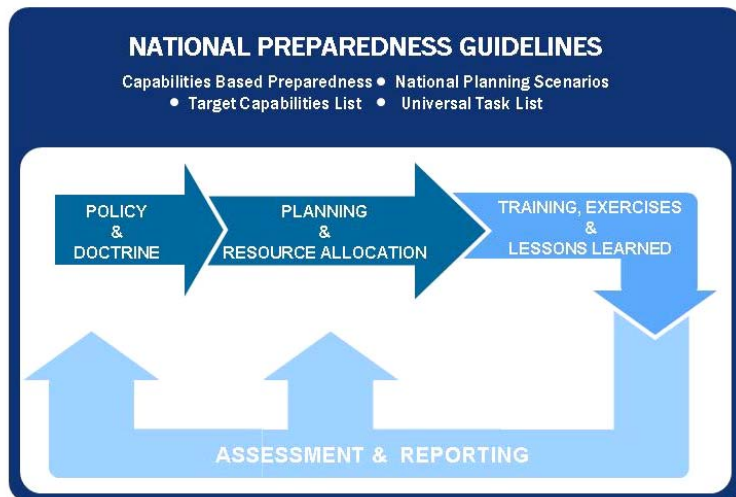 NATIONAL PREPAREDNESS GUIDELINES
Capabilities Based Preparedness ● National Planning Scenarios
● Target Capabilities List ● Universal Task List
POLICY
&
DOCTRINE
PLANNING
&
RESOURCE ALLOCATION
TRAINING, EXERCISES
&
LESSONS LEARNED
ASSESSMENT & REPORTING